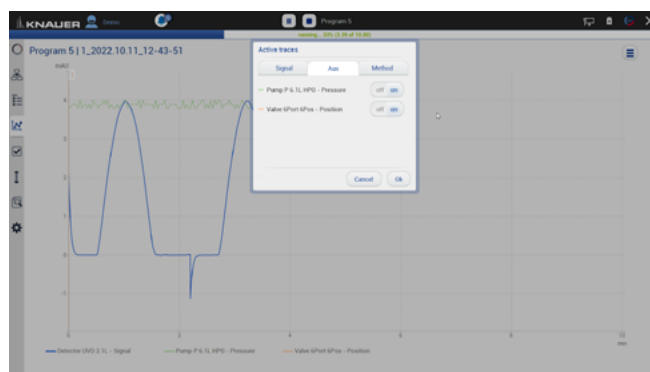 KNAUER
Demo
Program 5
running... 33% (3.39 of 10.00)
Program 5 | 1_2022.10.11_12-43-51
mAU
Active traces
Signal
Aux
Method
Pump P 6.1L HPG - Pressure
off on
Valve 6Port 6Pos - Position
off on
Cancel
Ok
4
3
2
1
0
-1
0
2
4
6
8
10
min
Detector UVD 2.1L - Signal
Pump P 6.1L HPG - Pressure
Valve 6Port 6Pos - Position